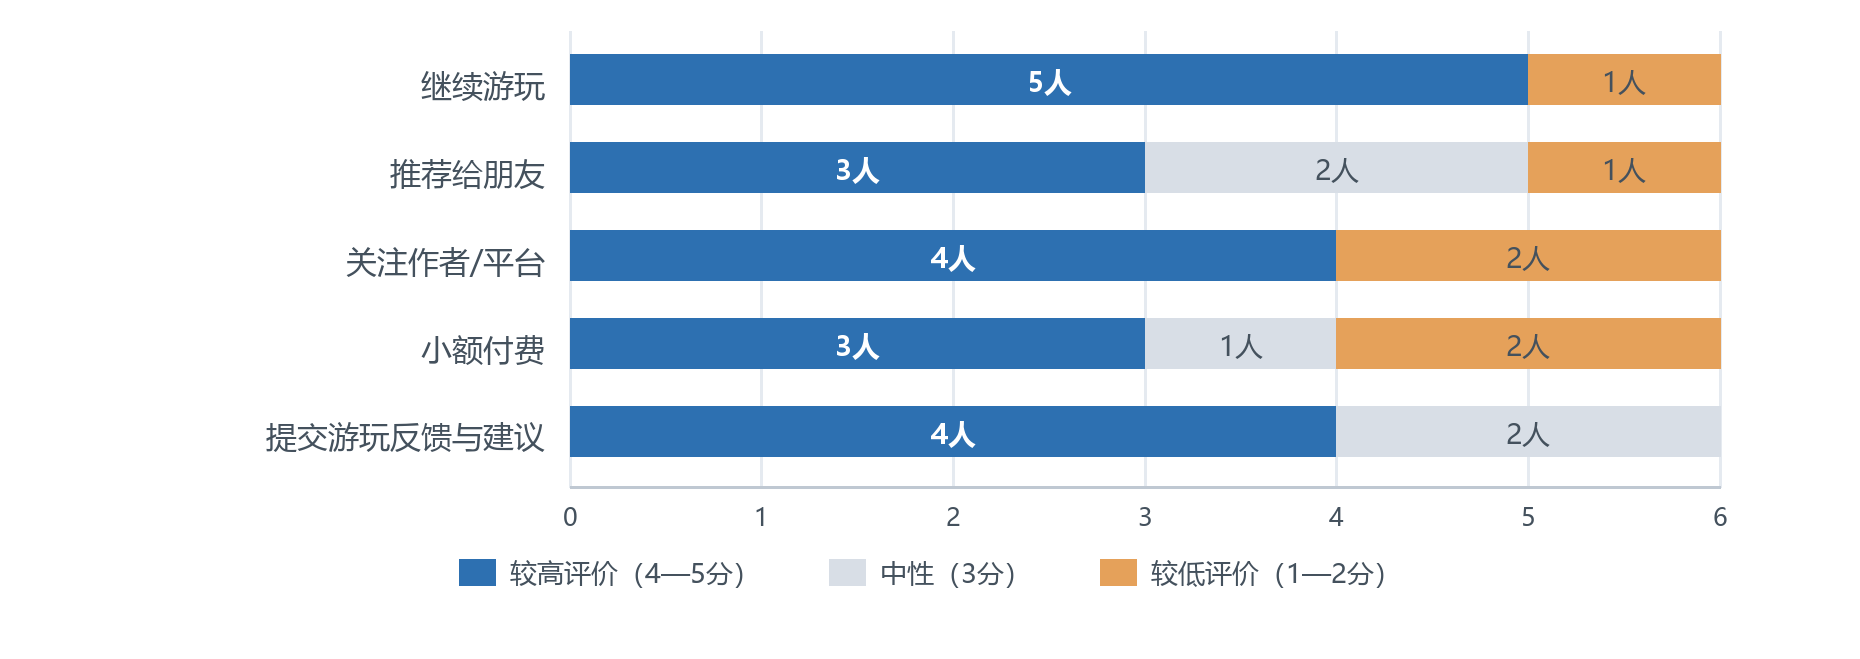 继续游玩 5人 1人
推荐给朋友 3人 2人 1人
关注作者/平台 4人 2人
小额付费 3人 1人 2人
提交游玩反馈与建议 4人 2人
0 1 2 3 4 5 6
较高评价（4—5分） 中性（3分） 较低评价（1—2分）